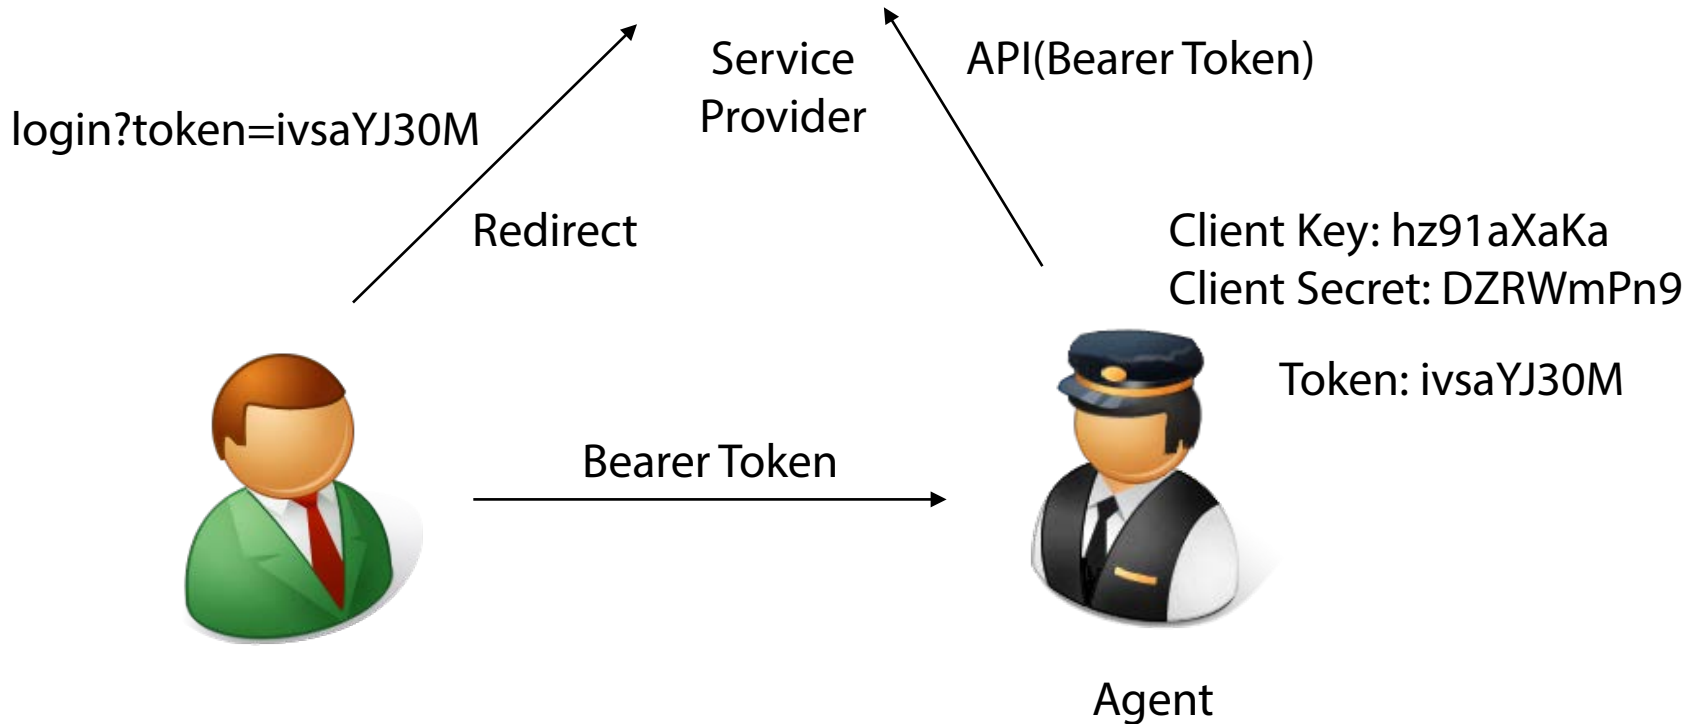 Service
Provider
API(Bearer Token)
login?token=ivsaYJ30M
Redirect
Client Key: hz91aXaKa
Client Secret: DZRWmPn9
Token: ivsaYJ30M
Bearer Token
Agent